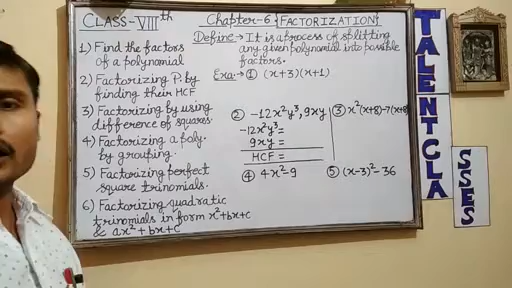 CLASS-VIIIth
Chapter-6 {FACTORIZATION}
Define→ It is a process of splitting
any given polynomial into possible
factors.
Exa:→ ① (x+3)(x+1)
1) Find the factors
of a polynomial
2) Factorizing P. by
finding their HCF
3) Factorizing by using
difference of squares.
4) Factorizing a poly.
by grouping.
5) Factorizing perfect
square trinomials.
6) Factorizing quadratic
trinomials in form x²+bx+c
& ax²+bx+c
② -12x²y³, 9xy
-12x²y³=
9xy =
HCF =
③ x²(x+8)-7(x+8)
④ 4x²-9
⑤ (x-3)²-36
TALENT CLA
SSES